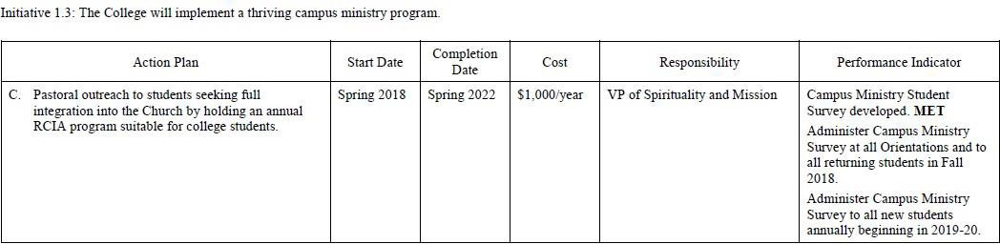 Initiative 1.3: The College will implement a thriving campus ministry program.
Action Plan
Start Date
Completion
Date
Cost
Responsibility
Performance Indicator
C. Pastoral outreach to students seeking full
integration into the Church by holding an annual
RCIA program suitable for college students.
Spring 2018
Spring 2022
$1,000/year
VP of Spirituality and Mission
Campus Ministry Student
Survey developed. MET
Administer Campus Ministry
Survey at all Orientations and to
all returning students in Fall
2018.
Administer Campus Ministry
Survey to all new students
annually beginning in 2019-20.